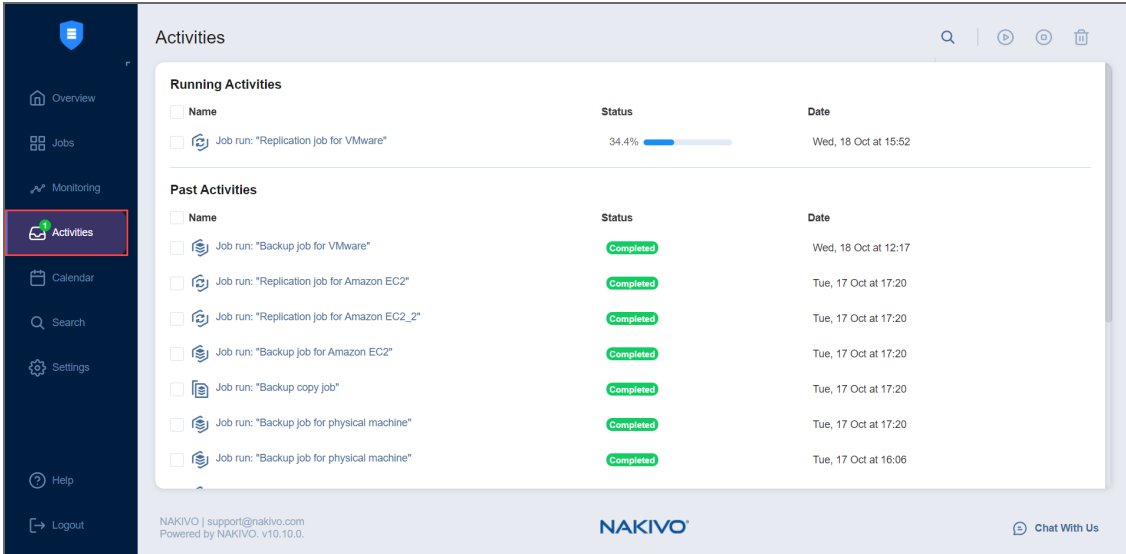 Activities
Overview
Jobs
Monitoring
1
Activities
Calendar
Search
Settings
Help
Logout
Running Activities
Name Status Date
Job run: "Replication job for VMware" 34.4% Wed, 18 Oct at 15:52
Past Activities
Name Status Date
Job run: "Backup job for VMware" Completed Wed, 18 Oct at 12:17
Job run: "Replication job for Amazon EC2" Completed Tue, 17 Oct at 17:20
Job run: "Replication job for Amazon EC2_2" Completed Tue, 17 Oct at 17:20
Job run: "Backup job for Amazon EC2" Completed Tue, 17 Oct at 17:20
Job run: "Backup copy job" Completed Tue, 17 Oct at 17:20
Job run: "Backup job for physical machine" Completed Tue, 17 Oct at 17:20
Job run: "Backup job for physical machine" Completed Tue, 17 Oct at 16:06
NAKIVO | support@nakivo.com
Powered by NAKIVO. v10.10.0.
NAKIVO®
Chat With Us